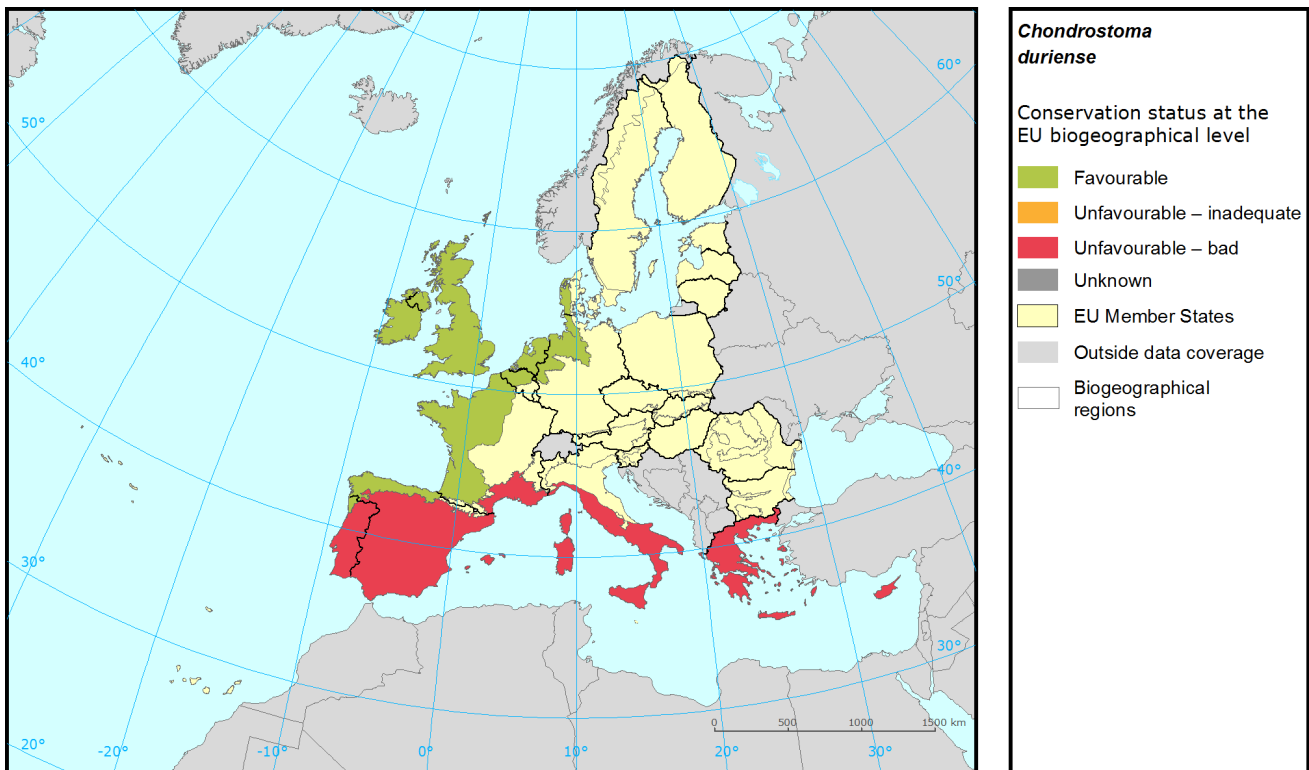 Chondrostoma
duriense
Conservation status at the
EU biogeographical level
Favourable
Unfavourable – inadequate
Unfavourable – bad
Unknown
EU Member States
Outside data coverage
Biogeographical
regions
60°
50°
50°
40°
40°
30°
30°
20°
-20°
-10°
0°
10°
20°
30°
0
500
1000
1500 km